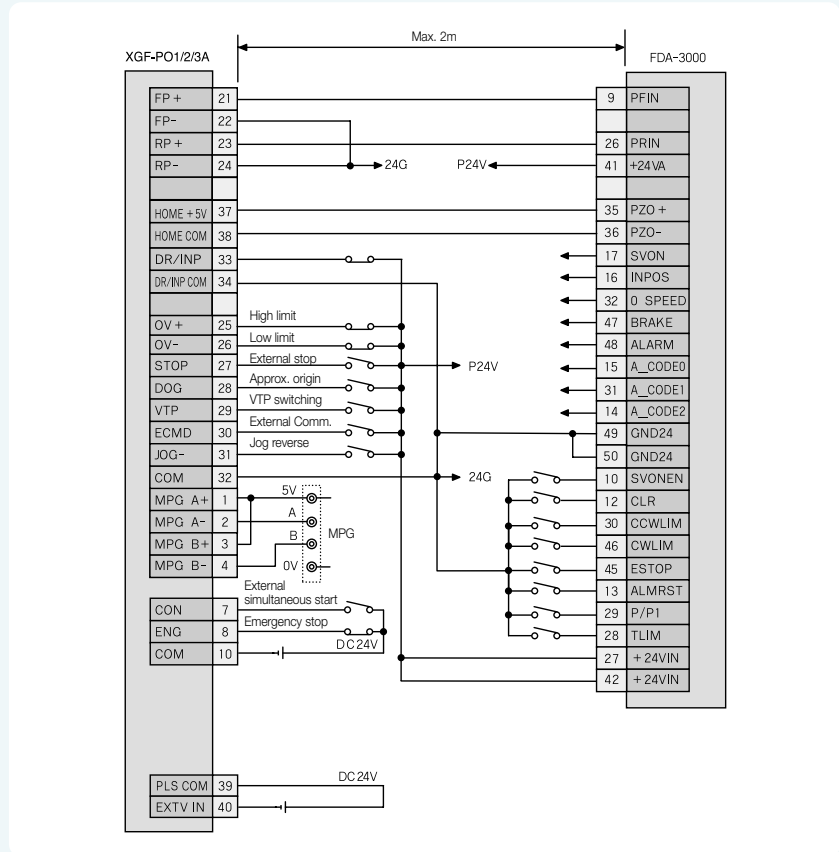 Max. 2m
XGF-PO1/2/3A
FDA-3000
FP + 21
FP- 22
RP + 23
RP- 24
24G
P24V
9 PFIN
26 PRIN
41 +24VA
HOME +5V 37
HOME COM 38
DR/INP 33
DR/INP COM 34
35 PZO +
36 PZO-
17 SVON
16 INPOS
32 0 SPEED
47 BRAKE
48 ALARM
15 A_CODE0
31 A_CODE1
14 A_CODE2
49 GND24
50 GND24
10 SVONEN
12 CLR
30 CCWLIM
46 CWLIM
45 ESTOP
13 ALMRST
29 P/P1
28 TLIM
27 + 24VIN
42 + 24VIN
OV + 25 High limit
OV- 26 Low limit
STOP 27 External stop
P24V
DOG 28 Approx. origin
VTP 29 VTP switching
ECMD 30 External Comm.
JOG- 31 Jog reverse
COM 32
24G
MPG A+ 1 5V
MPG A- 2 A
MPG B+ 3 B
MPG
MPG B- 4 0V
CON 7 External
simultaneous start
ENG 8 Emergency stop
COM 10 DC24V
PLS COM 39 DC24V
EXTV IN 40